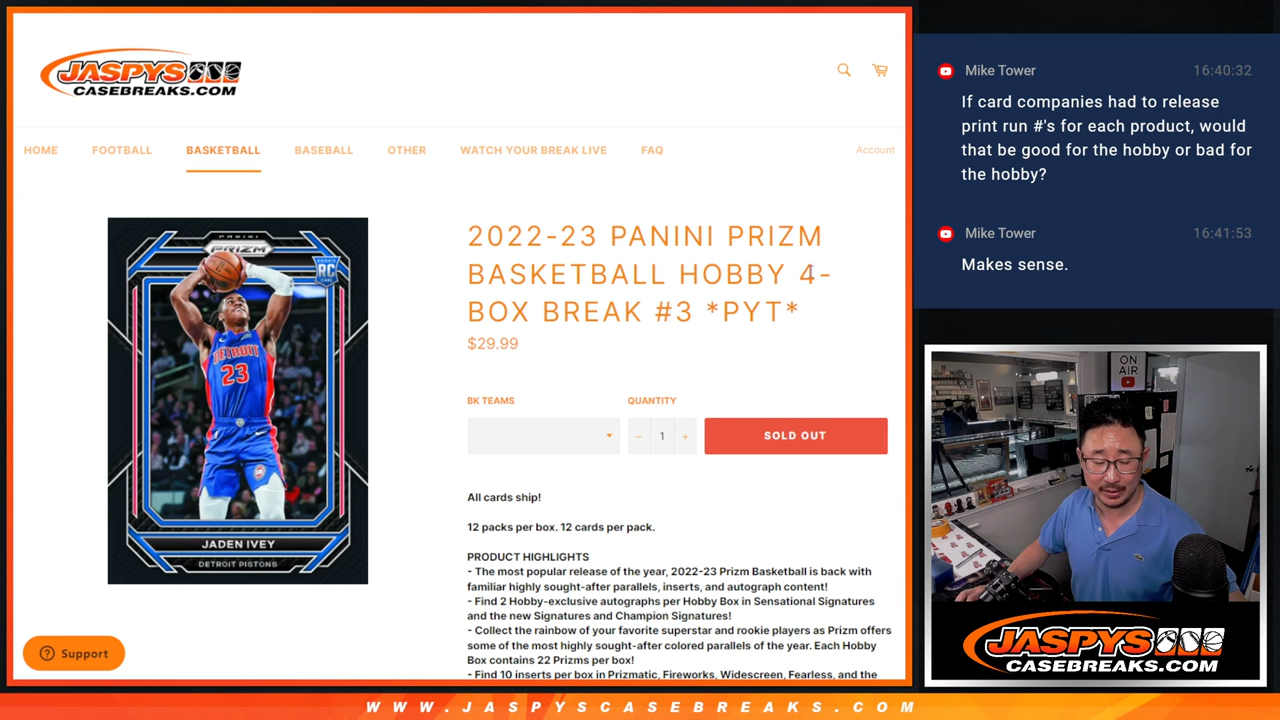 JASPYS
CASEBREAKS.COM
HOME FOOTBALL BASKETBALL BASEBALL OTHER WATCH YOUR BREAK LIVE FAQ Account
PANINI
PRIZM
RC
DETROIT
23
JADEN IVEY
DETROIT PISTONS
2022-23 PANINI PRIZM
BASKETBALL HOBBY 4-
BOX BREAK #3 *PYT*
$29.99
BK TEAMS QUANTITY
− 1 + SOLD OUT
All cards ship!
12 packs per box. 12 cards per pack.
PRODUCT HIGHLIGHTS
- The most popular release of the year, 2022-23 Prizm Basketball is back with
familiar highly sought-after parallels, inserts, and autograph content!
- Find 2 Hobby-exclusive autographs per Hobby Box in Sensational Signatures
and the new Signatures and Champion Signatures!
- Collect the rainbow of your favorite superstar and rookie players as Prizm offers
some of the most highly sought-after colored parallels of the year. Each Hobby
Box contains 22 Prizms per box!
- Find 10 inserts per box in Prizmatic, Fireworks, Widescreen, Fearless, and the
Support
Mike Tower 16:40:32
If card companies had to release
print run #'s for each product, would
that be good for the hobby or bad for
the hobby?
Mike Tower 16:41:53
Makes sense.
ON
AIR
JASPYS
CASEBREAKS.COM
WWW.JASPYSCASEBREAKS.COM